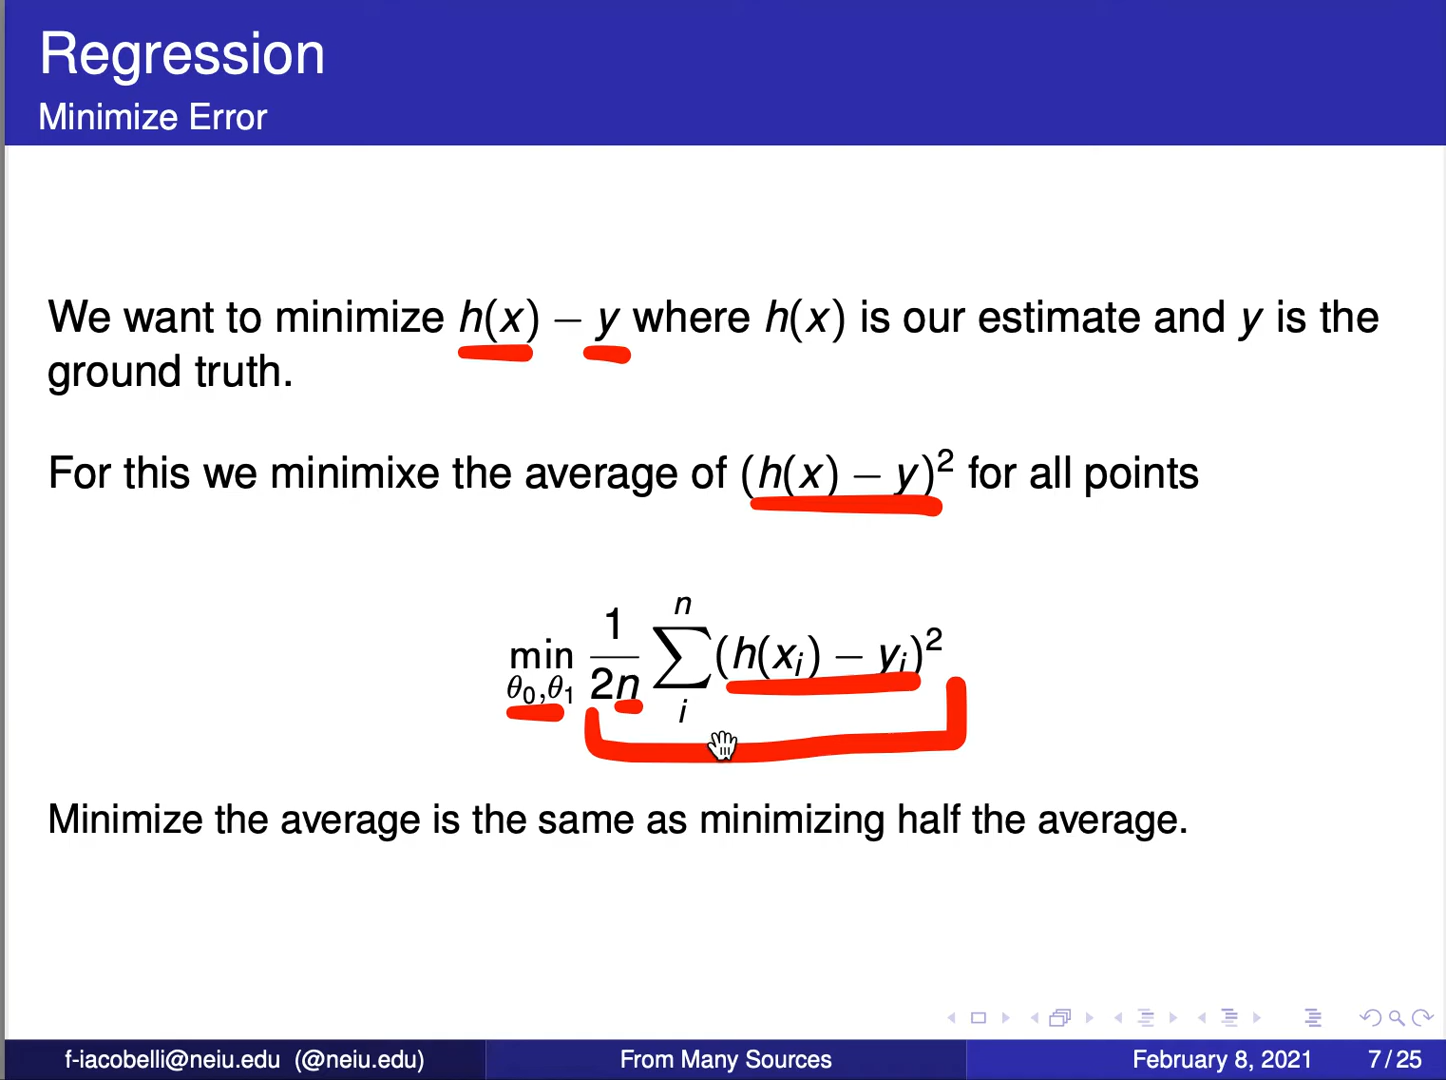 Regression
Minimize Error
We want to minimize h(x) − y where h(x) is our estimate and y is the
ground truth.
For this we minimixe the average of (h(x) − y)² for all points
min θ₀,θ₁ 1/2n ∑ i n (h(xᵢ) − yᵢ)²
Minimize the average is the same as minimizing half the average.
f-iacobelli@neiu.edu (@neiu.edu) From Many Sources February 8, 2021 7 / 25